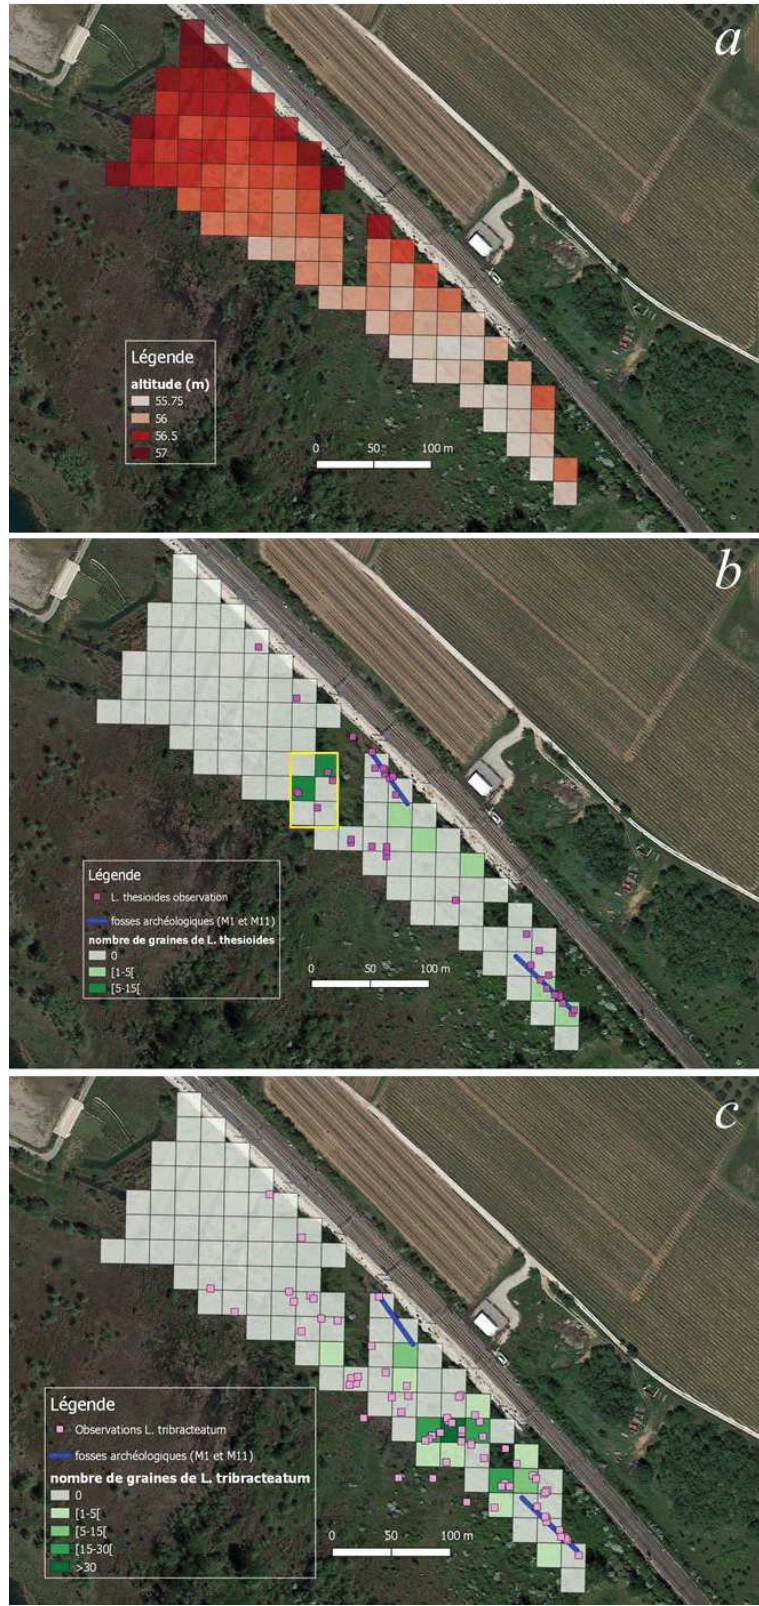 a
Légende
altitude (m)
55.75
56
56.5
57
0 50 100 m
b
Légende
L. thesioides observation
fosses archéologiques (M1 et M11)
nombre de graines de L. thesioides
0
[1-5[
[5-15[
0 50 100 m
c
Légende
Observations L. tribracteatum
fosses archéologiques (M1 et M11)
nombre de graines de L. tribracteatum
0
[1-5[
[5-15[
[15-30[
>30
0 50 100 m